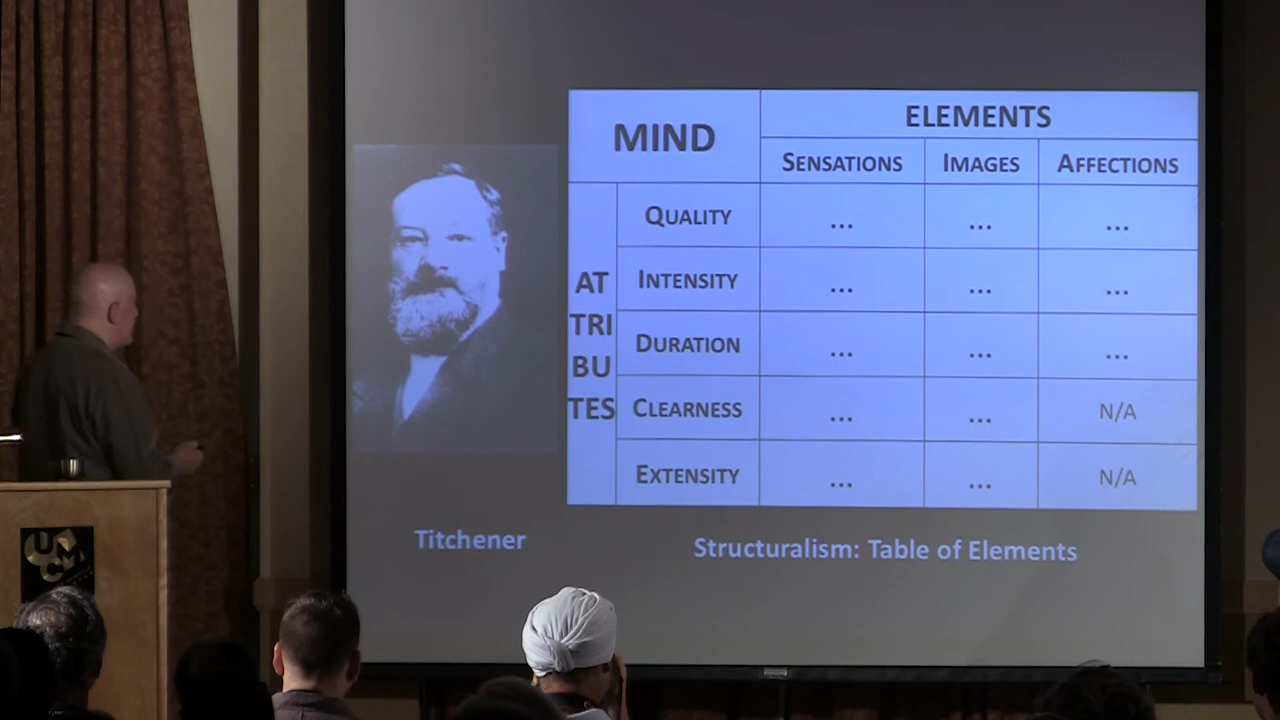 MIND
ELEMENTS
SENSATIONS
IMAGES
AFFECTIONS
AT
TRI
BU
TES
QUALITY
...
...
...
INTENSITY
...
...
...
DURATION
...
...
...
CLEARNESS
...
...
N/A
EXTENSITY
...
...
N/A
Titchener
Structuralism: Table of Elements
UMC